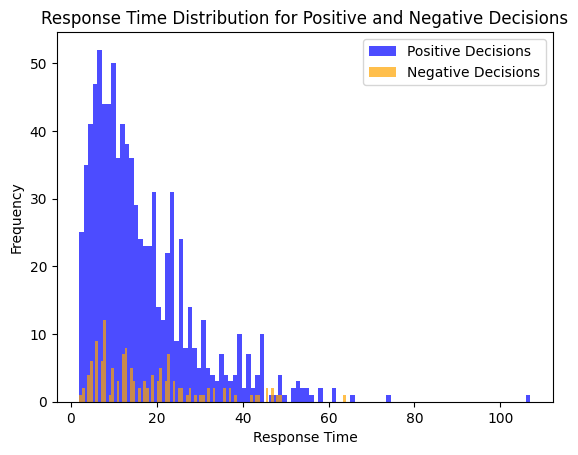 Response Time Distribution for Positive and Negative Decisions
Positive Decisions
Negative Decisions
50
40
30
20
10
0
Frequency
0 20 40 60 80 100
Response Time